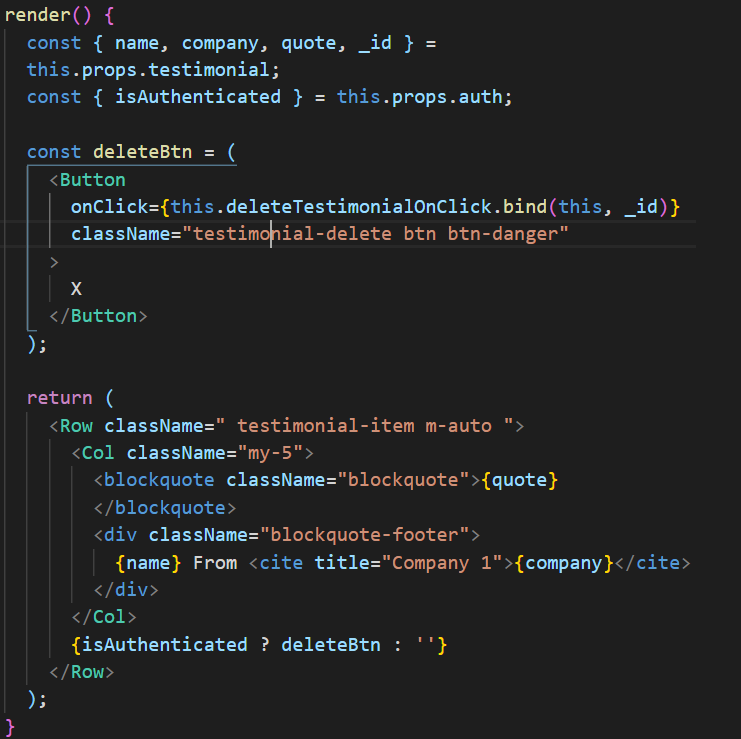 render() {
const { name, company, quote, _id } =
this.props.testimonial;
const { isAuthenticated } = this.props.auth;
const deleteBtn = (
<Button
onClick={this.deleteTestimonialOnClick.bind(this, _id)}
className="testimonial-delete btn btn-danger"
>
X
</Button>
);
return (
<Row className=" testimonial-item m-auto ">
<Col className="my-5">
<blockquote className="blockquote">{quote}
</blockquote>
<div className="blockquote-footer">
{name} From <cite title="Company 1">{company}</cite>
</div>
</Col>
{isAuthenticated ? deleteBtn : ''}
</Row>
);
}